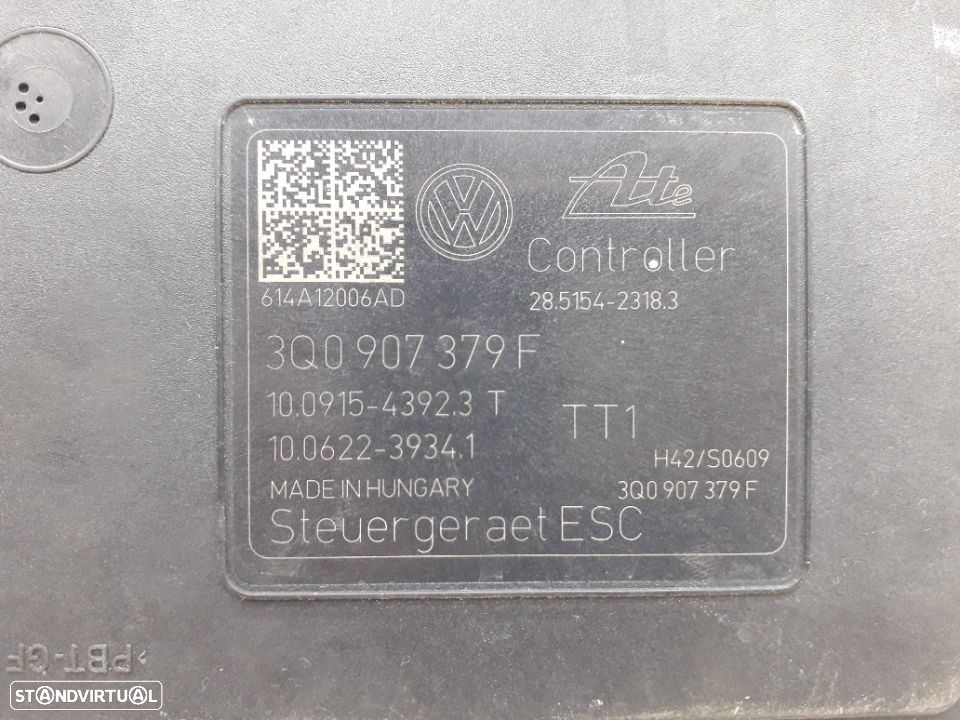 Ate
Controller
614A12006AD
28.5154-2318.3
3Q0 907 379 F
10.0915-4392.3 T
TT1
10.0622-3934.1
H42/S0609
MADE IN HUNGARY
3Q0 907 379 F
Steuergeraet ESC
>PBT-GF
STANDVIRTUAL